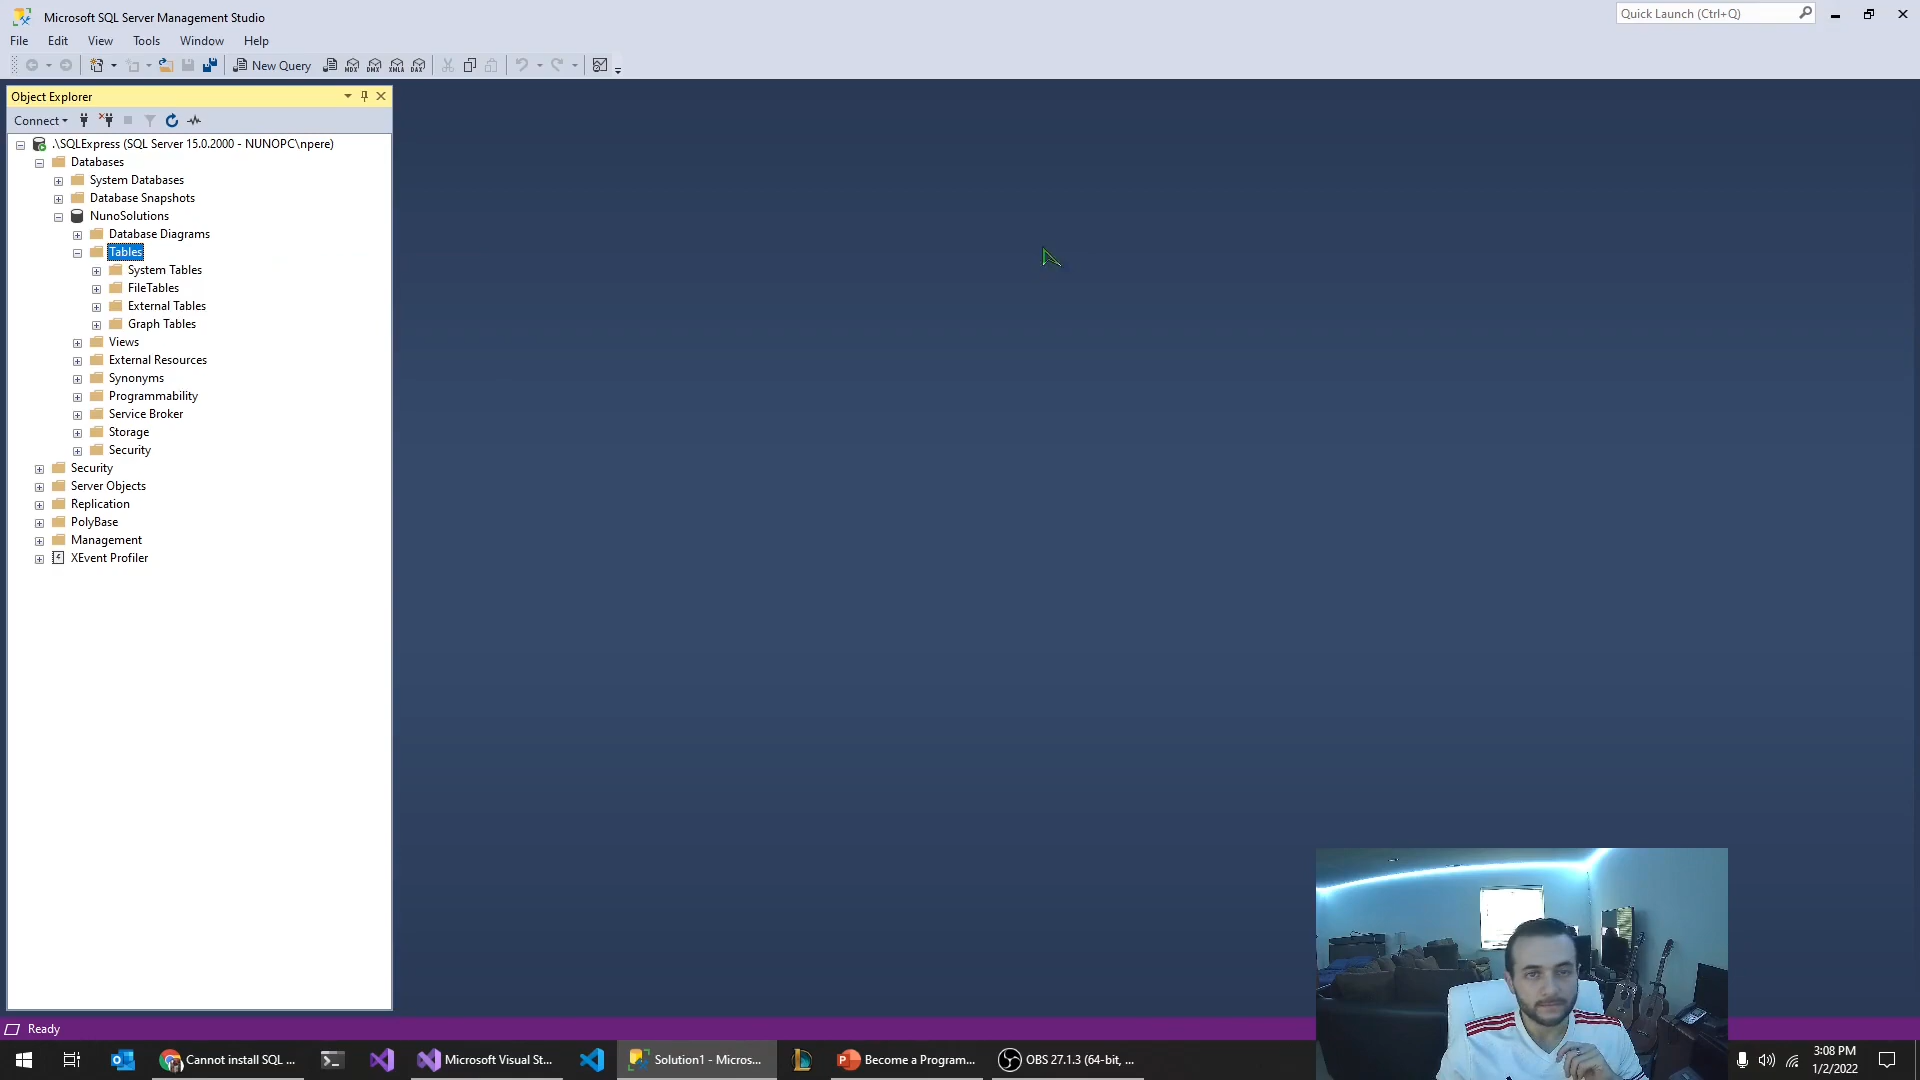 Microsoft SQL Server Management Studio
Quick Launch (Ctrl+Q)
File Edit View Tools Window Help
New Query MDX DMX XMLA DAX
Object Explorer
Connect
.\SQLExpress (SQL Server 15.0.2000 - NUNOPC\npere)
Databases
System Databases
Database Snapshots
NunoSolutions
Database Diagrams
Tables
System Tables
FileTables
External Tables
Graph Tables
Views
External Resources
Synonyms
Programmability
Service Broker
Storage
Security
Security
Server Objects
Replication
PolyBase
Management
XEvent Profiler
Ready
Cannot install SQL ... Microsoft Visual St... Solution1 - Micros... Become a Program... OBS 27.1.3 (64-bit, ...
3:08 PM
1/2/2022